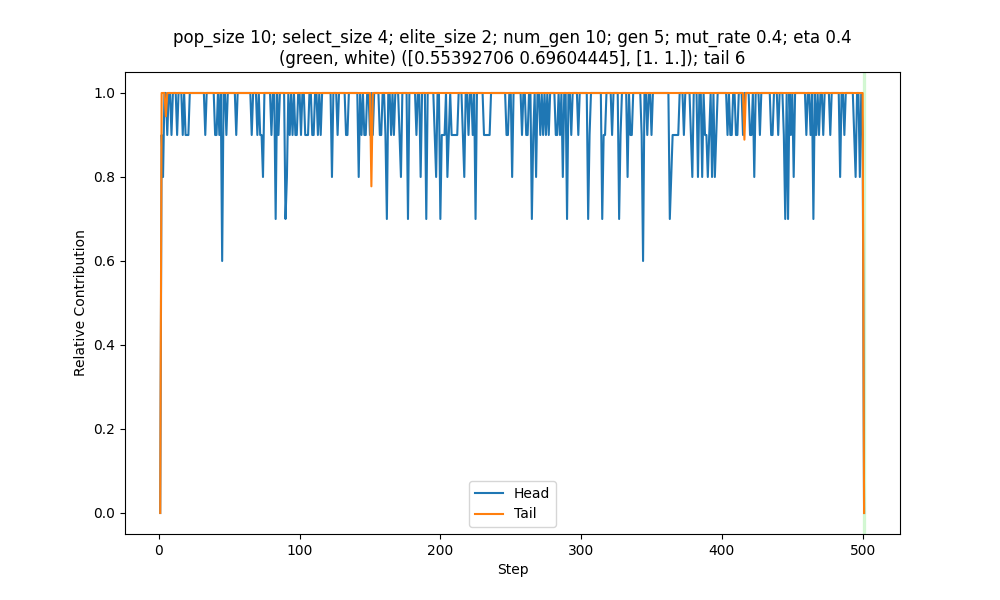 pop_size 10; select_size 4; elite_size 2; num_gen 10; gen 5; mut_rate 0.4; eta 0.4
(green, white) ([0.55392706 0.69604445], [1. 1.]); tail 6
1.0
0.8
0.6
0.4
0.2
0.0
Relative Contribution
Head
Tail
0
100
200
300
400
500
Step